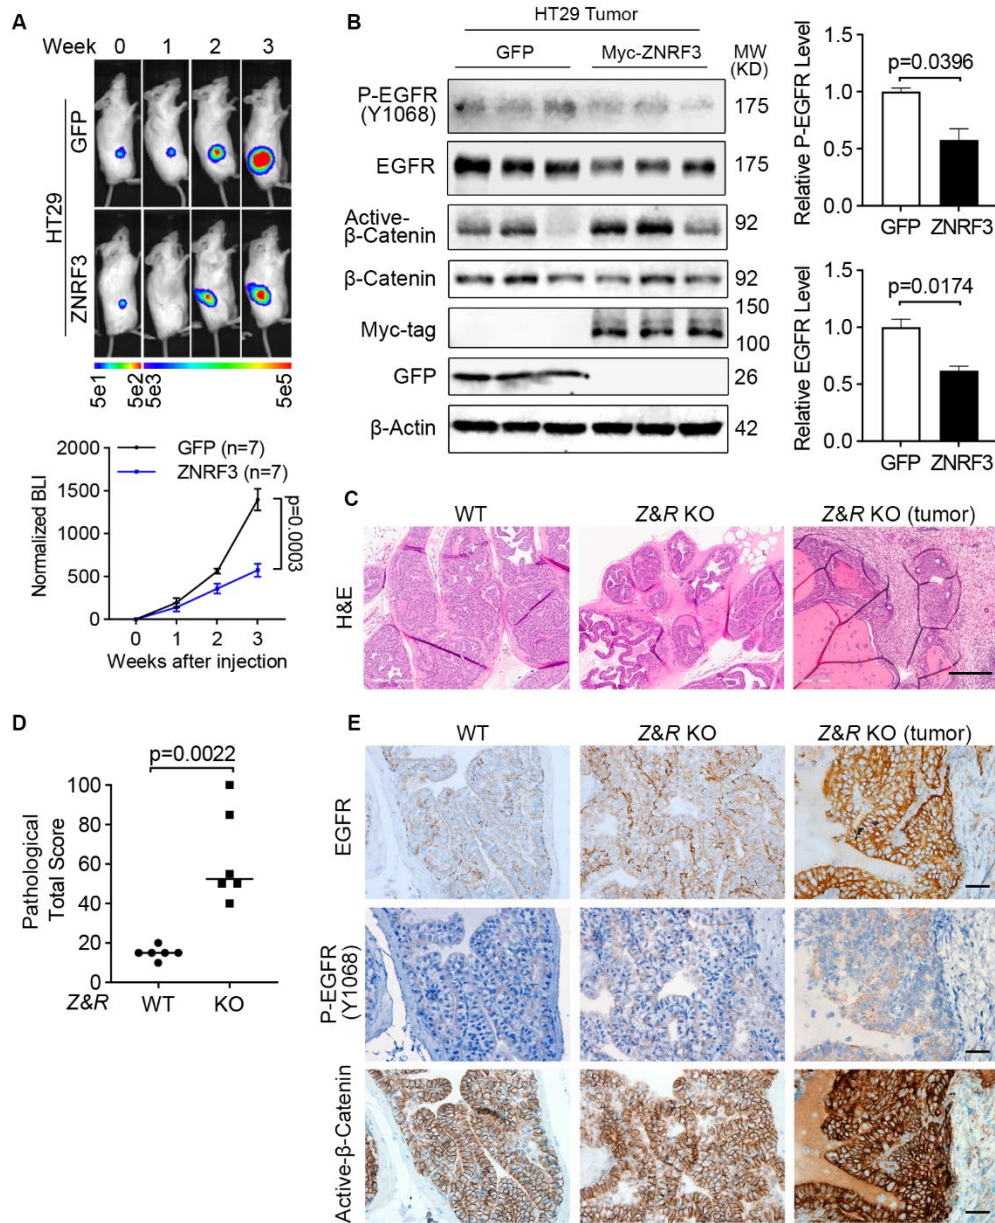 A
Week 0 1 2 3
HT29
GFP
ZNRF3
5e1
5e2
5e3
5e5
GFP (n=7)
ZNRF3 (n=7)
Normalized BLI
2000
1500
1000
500
0
p=0.0003
0 1 2 3
Weeks after injection
B
HT29 Tumor
GFP Myc-ZNRF3 MW
(KD)
P-EGFR
(Y1068) 175
EGFR 175
Active-
β-Catenin 92
β-Catenin 92
Myc-tag 150
100
GFP 26
β-Actin 42
Relative P-EGFR Level
1.5
1.0
0.5
0.0
p=0.0396
GFP ZNRF3
Relative EGFR Level
1.5
1.0
0.5
0.0
p=0.0174
GFP ZNRF3
C
WT Z&R KO Z&R KO (tumor)
H&E
D
p=0.0022
Pathological
Total Score
100
80
60
40
20
0
Z&R WT KO
E
WT Z&R KO Z&R KO (tumor)
EGFR
P-EGFR
(Y1068)
Active-β-Catenin